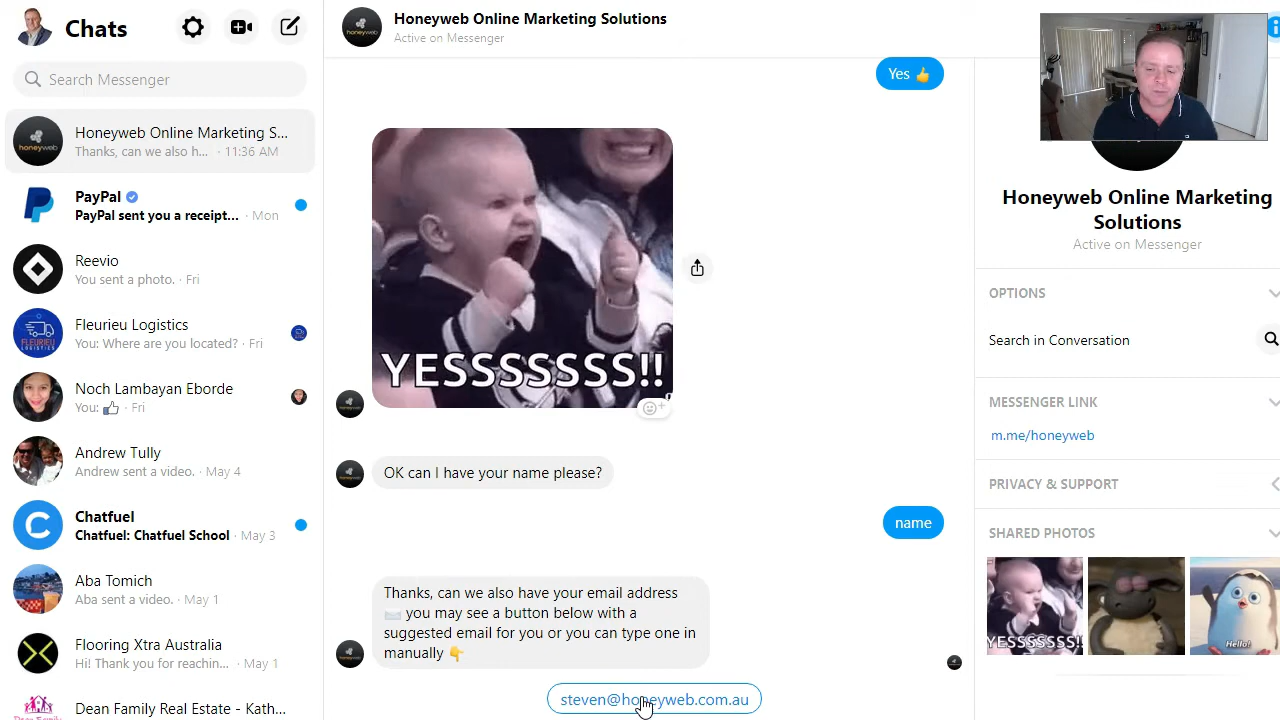 Chats
Search Messenger
Honeyweb Online Marketing S...
Thanks, can we also h... · 11:36 AM
PayPal
PayPal sent you a receipt... · Mon
Reevio
You sent a photo. · Fri
Fleurieu Logistics
You: Where are you located? · Fri
Noch Lambayan Eborde
You: 👍 · Fri
Andrew Tully
Andrew sent a video. · May 4
Chatfuel
Chatfuel: Chatfuel School · May 3
Aba Tomich
Aba sent a video. · May 1
Flooring Xtra Australia
Hi! Thank you for reachin... · May 1
Dean Family Real Estate - Kath...
honeyweb
FLEURIEU
LOGISTICS
Honeyweb Online Marketing Solutions
Active on Messenger
Yes 👍
YESSSSSSS!!
OK can I have your name please?
name
Thanks, can we also have your email address
✉️ you may see a button below with a
suggested email for you or you can type one in
manually 👇
steven@honeyweb.com.au
Honeyweb Online Marketing
Solutions
Active on Messenger
OPTIONS
Search in Conversation
MESSENGER LINK
m.me/honeyweb
PRIVACY & SUPPORT
SHARED PHOTOS
YESSSSSSS!!
Hello!